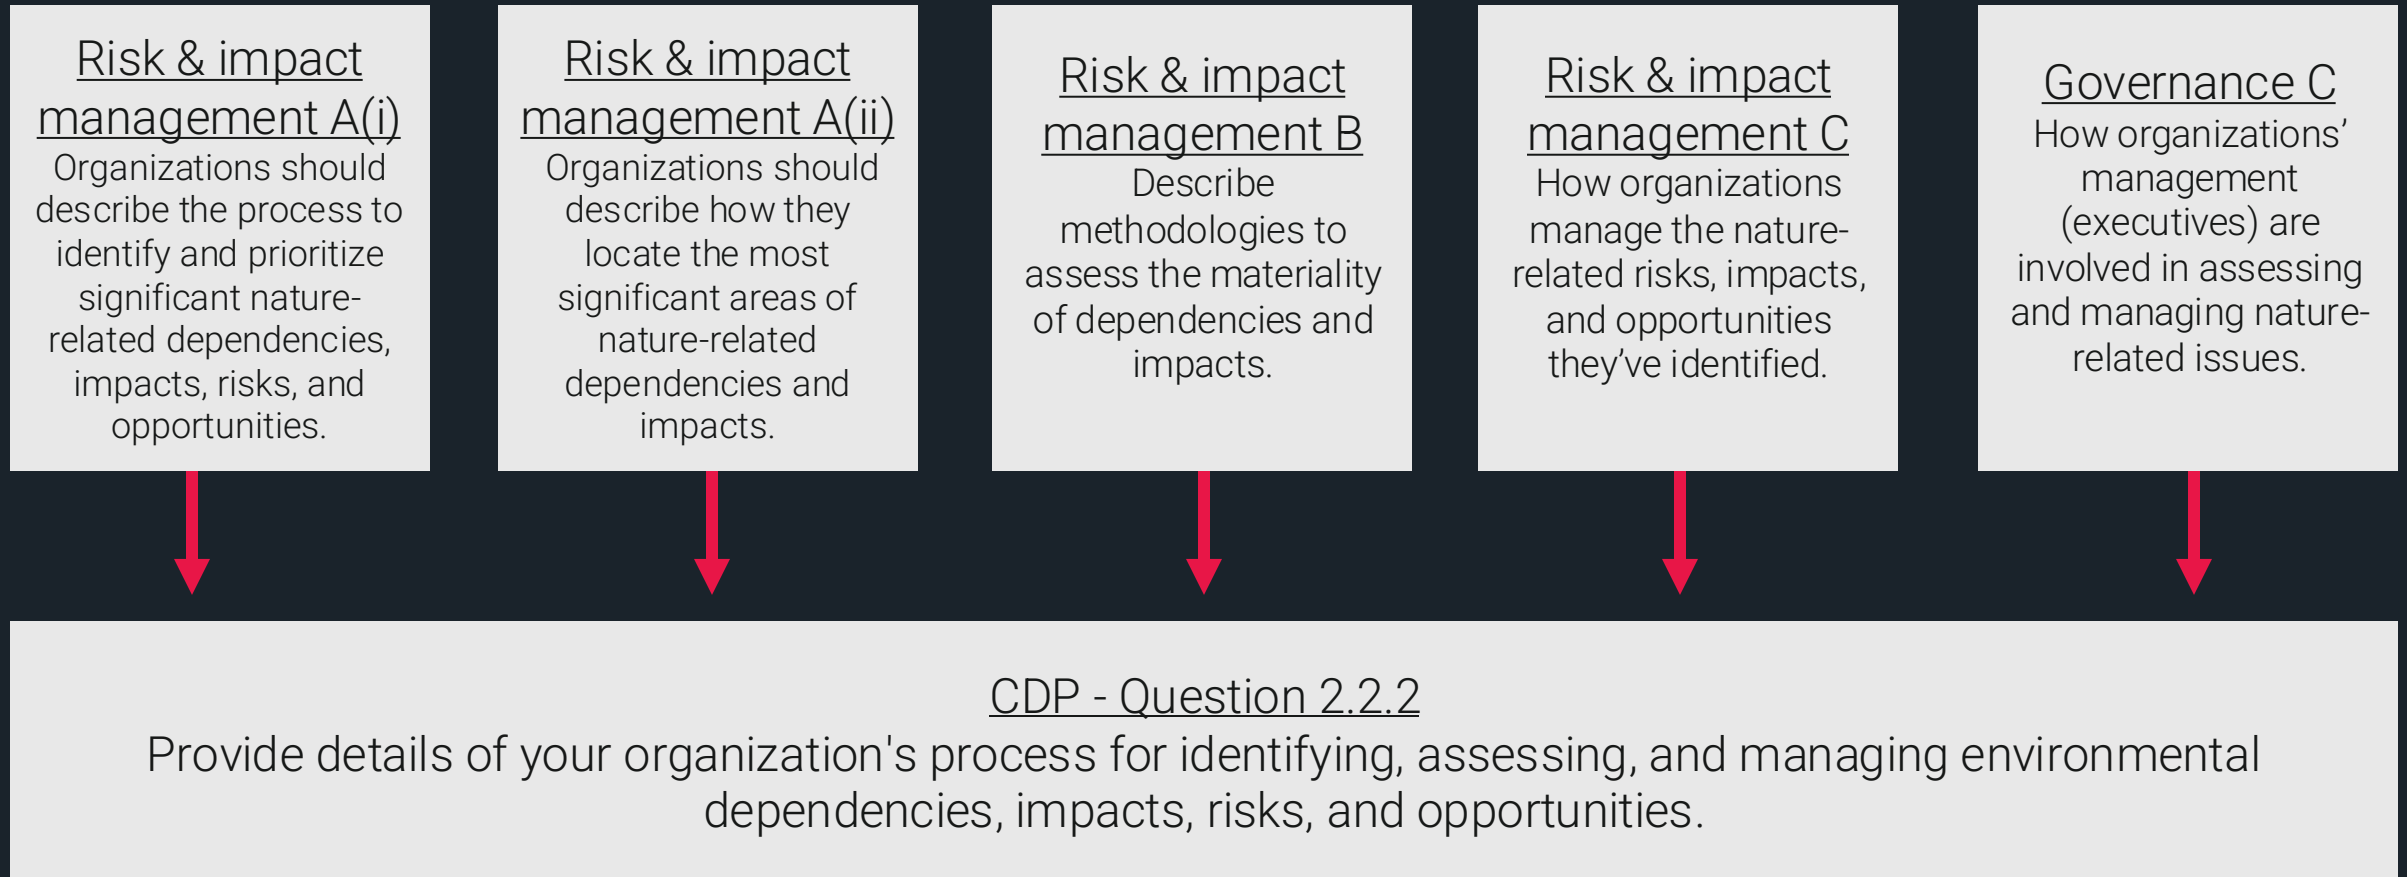 Risk & impact
management A(i)
Organizations should
describe the process to
identify and prioritize
significant nature-
related dependencies,
impacts, risks, and
opportunities.
Risk & impact
management A(ii)
Organizations should
describe how they
locate the most
significant areas of
nature-related
dependencies and
impacts.
Risk & impact
management B
Describe
methodologies to
assess the materiality
of dependencies and
impacts.
Risk & impact
management C
How organizations
manage the nature-
related risks, impacts,
and opportunities
they’ve identified.
Governance C
How organizations’
management
(executives) are
involved in assessing
and managing nature-
related issues.
CDP - Question 2.2.2
Provide details of your organization's process for identifying, assessing, and managing environmental
dependencies, impacts, risks, and opportunities.